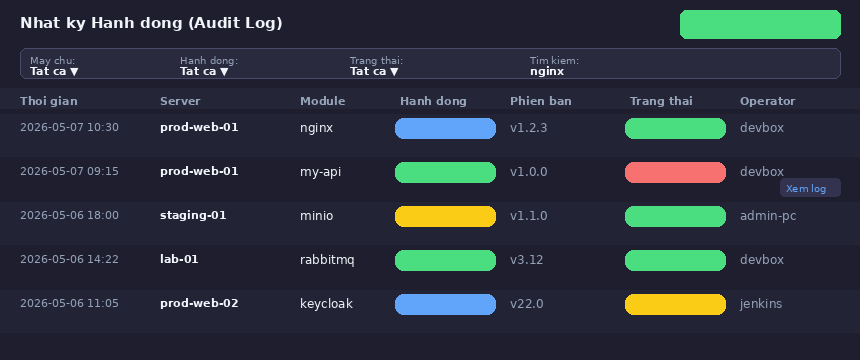 Nhat ky Hanh dong (Audit Log)
May chu: Hanh dong: Trang thai: Tim kiem:
Tat ca ▼ Tat ca ▼ Tat ca ▼ nginx
Thoi gian Server Module Hanh dong Phien ban Trang thai Operator
2026-05-07 10:30 prod-web-01 nginx v1.2.3 devbox
2026-05-07 09:15 prod-web-01 my-api v1.0.0 devbox
Xem log
2026-05-06 18:00 staging-01 minio v1.1.0 admin-pc
2026-05-06 14:22 lab-01 rabbitmq v3.12 devbox
2026-05-06 11:05 prod-web-02 keycloak v22.0 jenkins